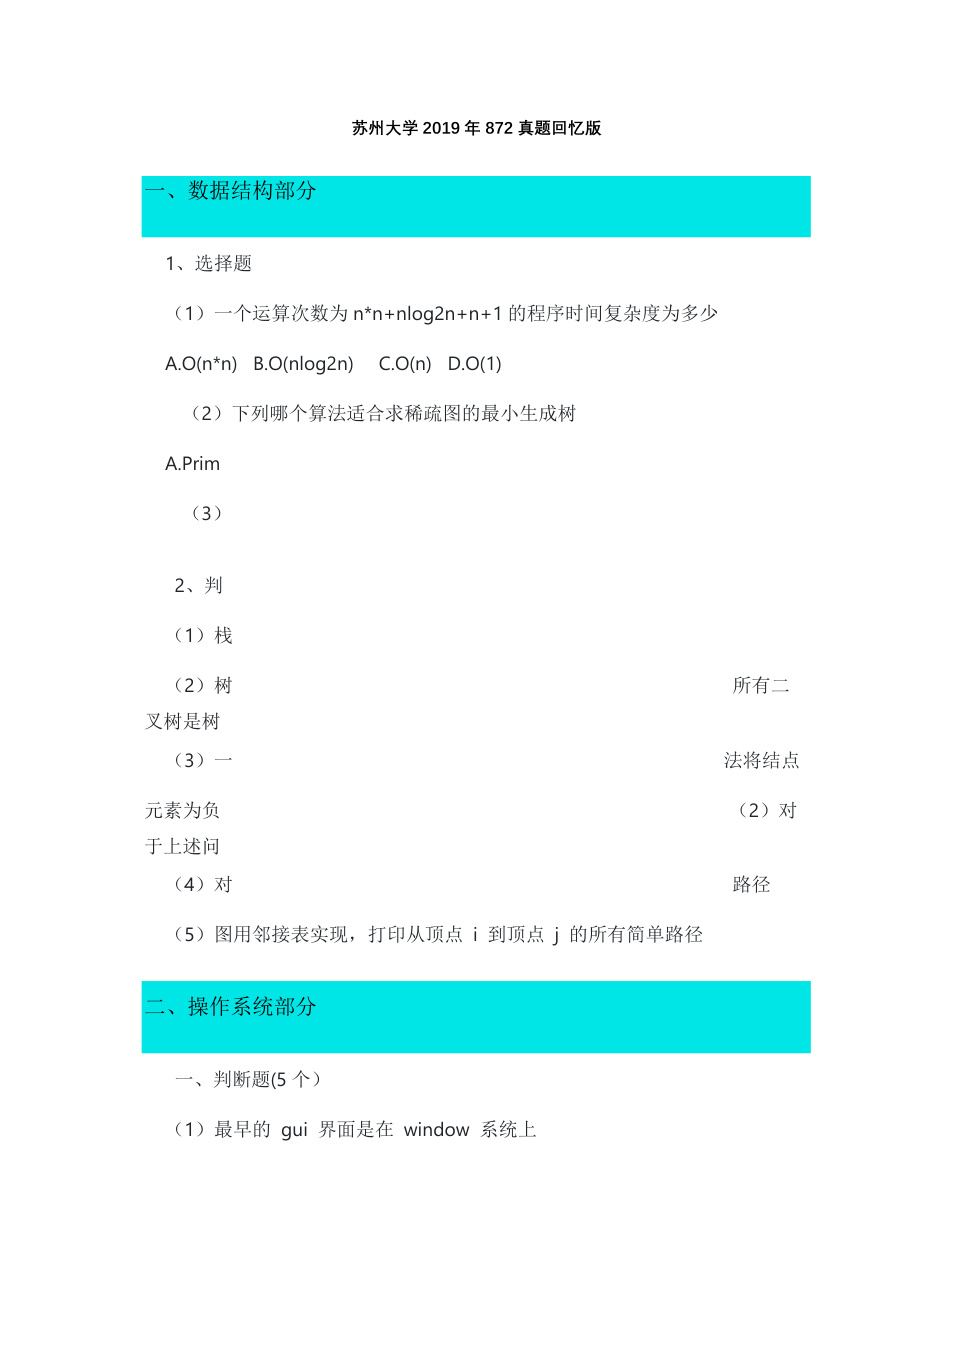 苏州大学 2019 年 872 真题回忆版
一、数据结构部分
1、选择题
（1）一个运算次数为 n*n+nlog2n+n+1 的程序时间复杂度为多少
A.O(n*n) B.O(nlog2n) C.O(n) D.O(1)
（2）下列哪个算法适合求稀疏图的最小生成树
A.Prim
（3）
2、判
（1）栈
（2）树 所有二
叉树是树
（3）一 法将结点
元素为负 （2）对
于上述问
（4）对 路径
（5）图用邻接表实现，打印从顶点 i 到顶点 j 的所有简单路径
二、操作系统部分
一、判断题(5 个）
（1）最早的 gui 界面是在 window 系统上